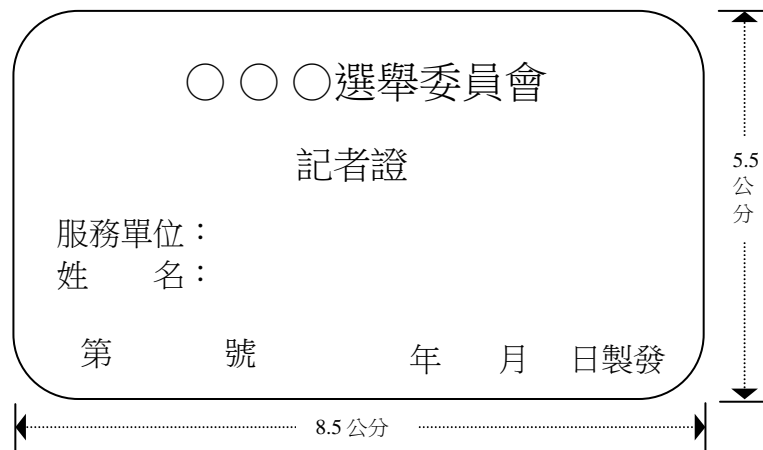 ○ ○ ○選舉委員會
記者證
服務單位：
姓　　名：
第　　　號　　　　年　月　日製發
5.5
公
分
8.5 公分